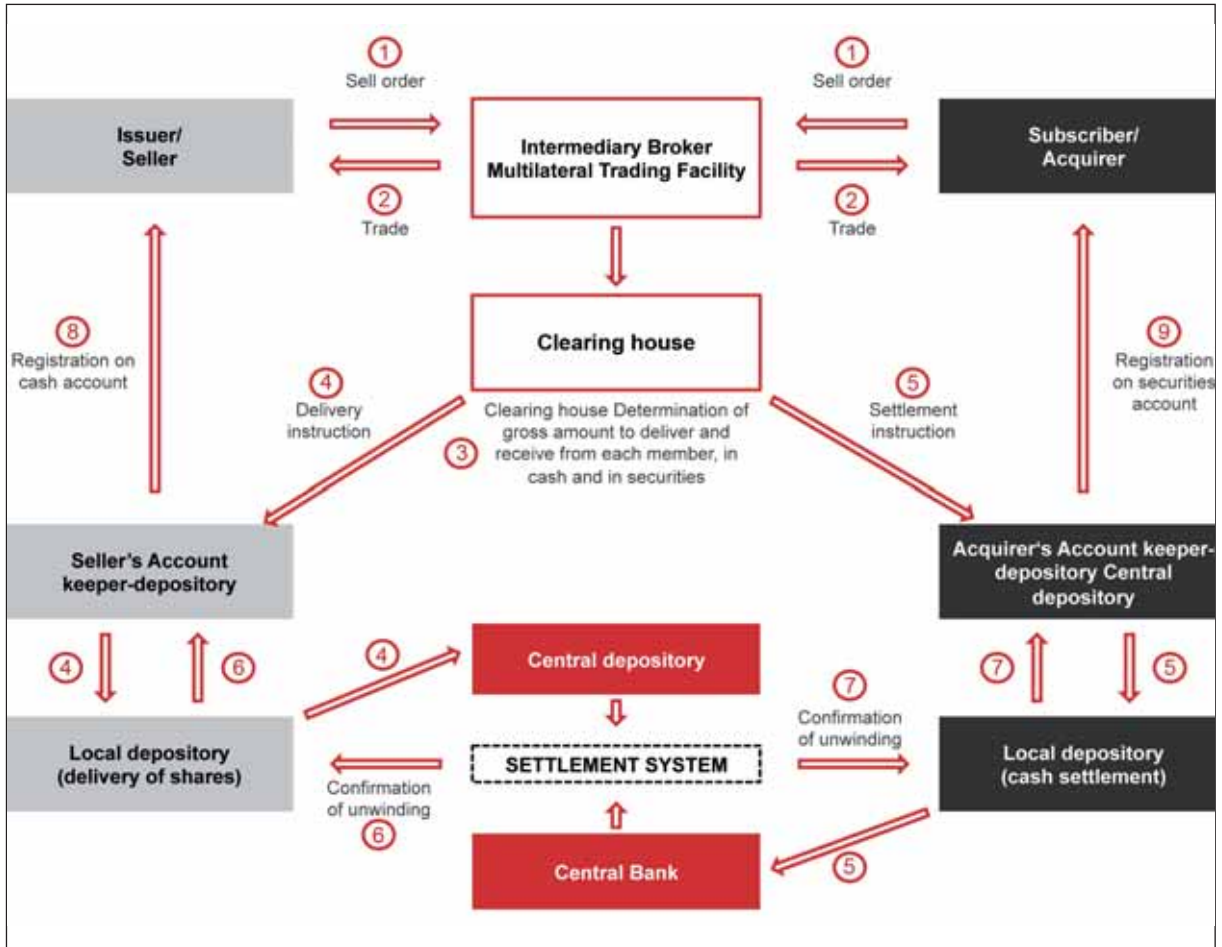 1
Sell order
1
Sell order
Issuer/
Seller
Intermediary Broker
Multilateral Trading Facility
Subscriber/
Acquirer
2
Trade
2
Trade
8
Registration on
cash account
Clearing house
9
Registration
on securities
account
4
Delivery
instruction
5
Settlement
instruction
3
Clearing house Determination of
gross amount to deliver and
receive from each member, in
cash and in securities
Seller's Account
keeper-depository
Acquirer‘s Account keeper-
depository Central
depository
4
6
4
Central depository
7
5
7
Confirmation
of unwinding
Local depository
(delivery of shares)
SETTLEMENT SYSTEM
Local depository
(cash settlement)
Confirmation
of unwinding
6
Central Bank
5